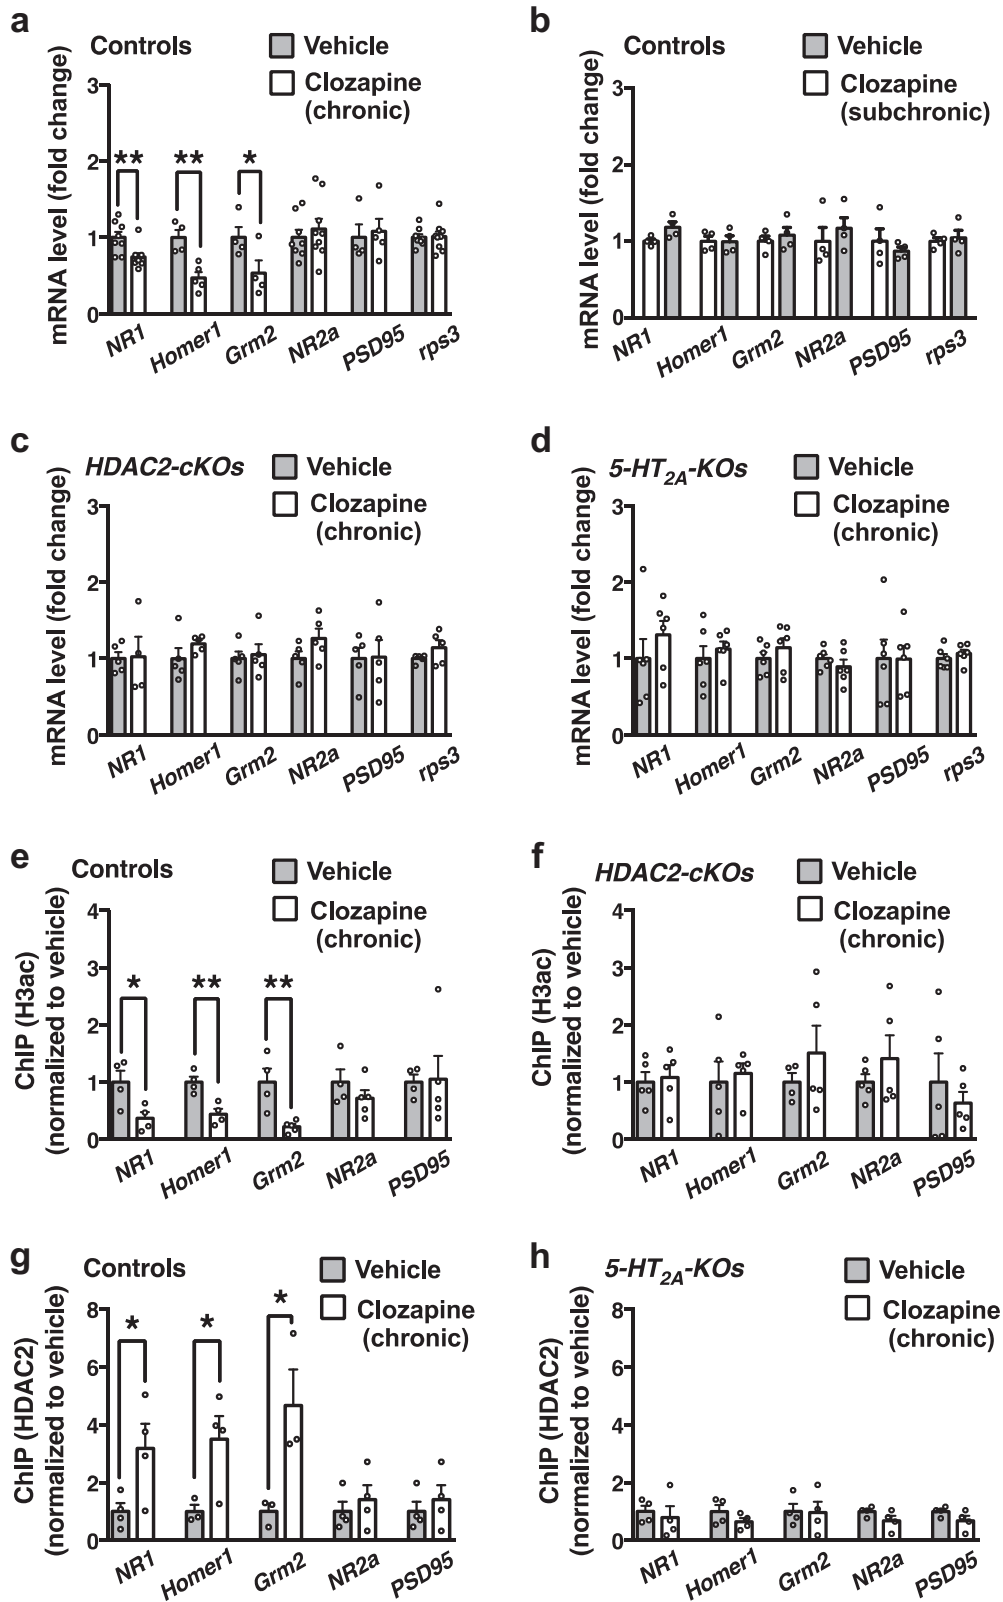 a
Controls
Vehicle
Clozapine
(chronic)
mRNA level (fold change)
3
2
1
0
** ** *
NR1 Homer1 Grm2 NR2a PSD95 rps3
b
Controls
Vehicle
Clozapine
(subchronic)
mRNA level (fold change)
3
2
1
0
NR1 Homer1 Grm2 NR2a PSD95 rps3
c
HDAC2-cKOs
Vehicle
Clozapine
(chronic)
mRNA level (fold change)
3
2
1
0
NR1 Homer1 Grm2 NR2a PSD95 rps3
d
5-HT2A-KOs
Vehicle
Clozapine
(chronic)
mRNA level (fold change)
3
2
1
0
NR1 Homer1 Grm2 NR2a PSD95 rps3
e
Controls
Vehicle
Clozapine
(chronic)
ChIP (H3ac)
(normalized to vehicle)
4
3
2
1
0
* ** **
NR1 Homer1 Grm2 NR2a PSD95
f
HDAC2-cKOs
Vehicle
Clozapine
(chronic)
ChIP (H3ac)
(normalized to vehicle)
4
3
2
1
0
NR1 Homer1 Grm2 NR2a PSD95
g
Controls
Vehicle
Clozapine
(chronic)
ChIP (HDAC2)
(normalized to vehicle)
8
6
4
2
0
* * *
NR1 Homer1 Grm2 NR2a PSD95
h
5-HT2A-KOs
Vehicle
Clozapine
(chronic)
ChIP (HDAC2)
(normalized to vehicle)
8
6
4
2
0
NR1 Homer1 Grm2 NR2a PSD95